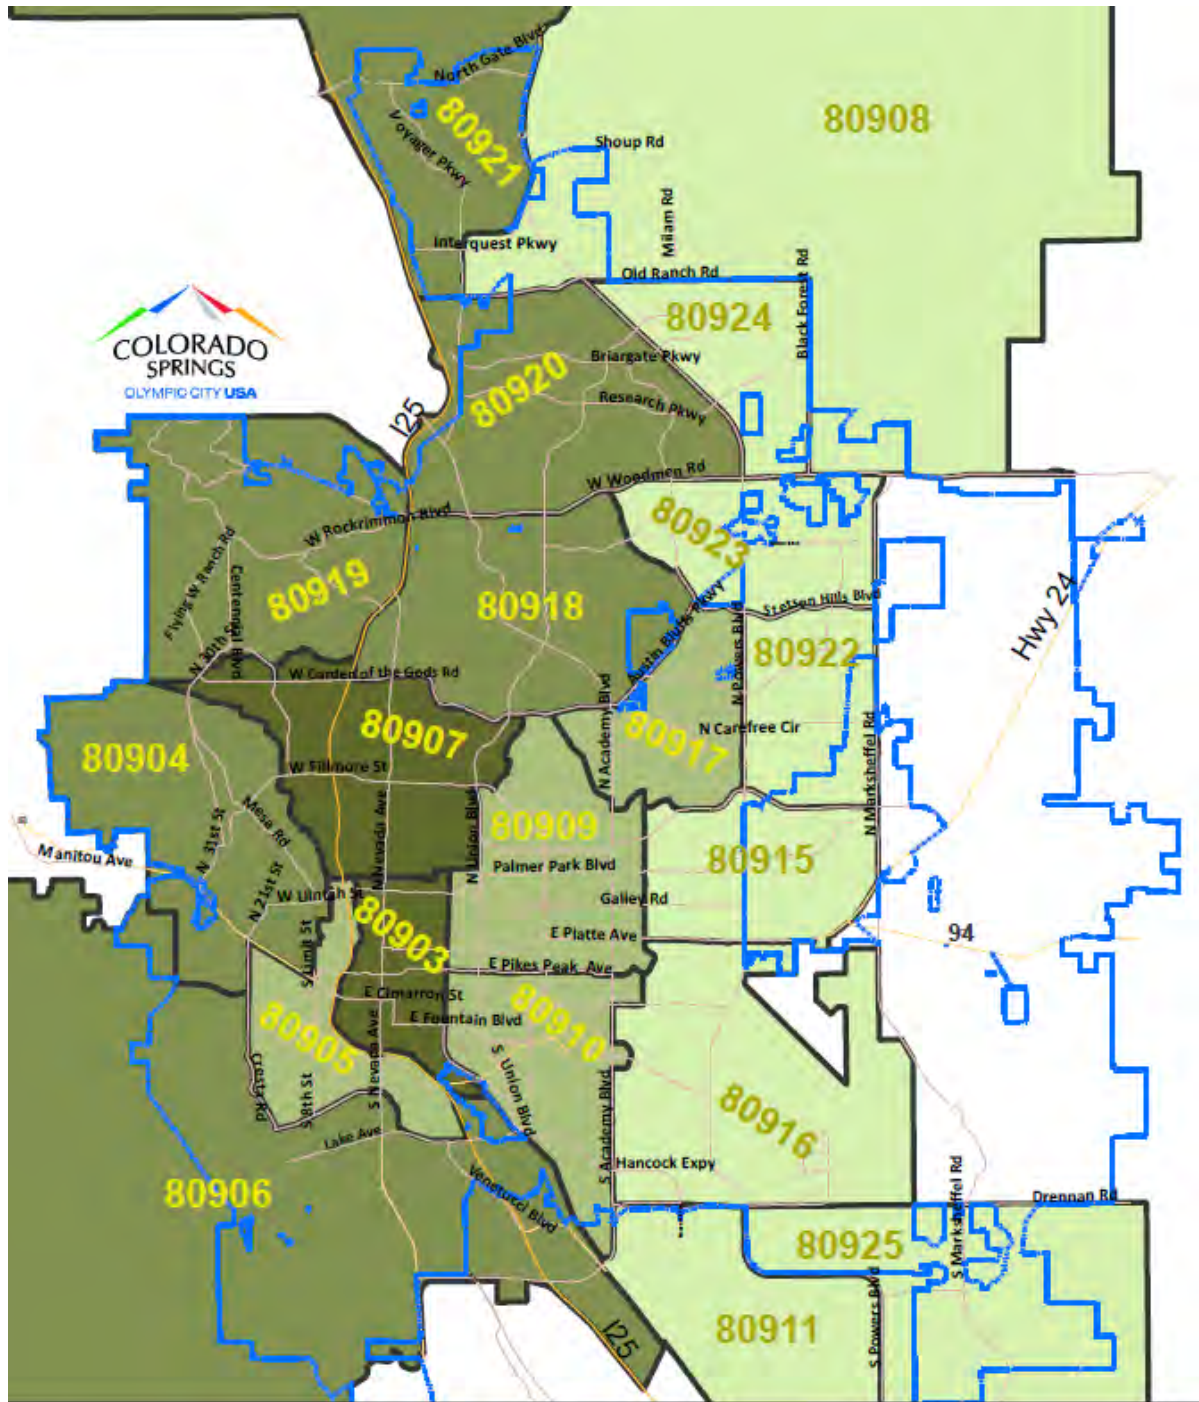 North Gate Blvd
80921
Voyager Pkwy
80908
Shoup Rd
Milam Rd
Interquest Pkwy
Old Ranch Rd
Black Forest Rd
80924
COLORADO
SPRINGS
OLYMPIC CITY USA
I25
Briargate Pkwy
80920
Research Pkwy
W Woodmen Rd
W Rockrimmon Blvd
80923
Flying W Ranch Rd
Centennial Blvd
80919
80918
Hwy 24
Stetson Hills Blvd
Austin Bluffs Pkwy
N Powers Blvd
80922
N 30th St
W Garden of the Gods Rd
N Academy Blvd
80907
80917
N Carefree Cir
80904
N Marksheffel Rd
W Fillmore St
Mesa Rd
N Nevada Ave
N Union Blvd
80909
N 31st St
Manitou Ave
Palmer Park Blvd
80915
N 21st St
W Uintah St
Galley Rd
80903
E Platte Ave
94
S Limit St
E Pikes Peak Ave
E Cimarron St
80910
E Fountain Blvd
80905
S Nevada Ave
S Union Blvd
Cresta Rd
S 8th St
S Academy Blvd
80916
Lake Ave
Hancock Expy
80906
Venetucci Blvd
S Marksheffel Rd
Drennan Rd
80925
S Powers Blvd
80911
I25